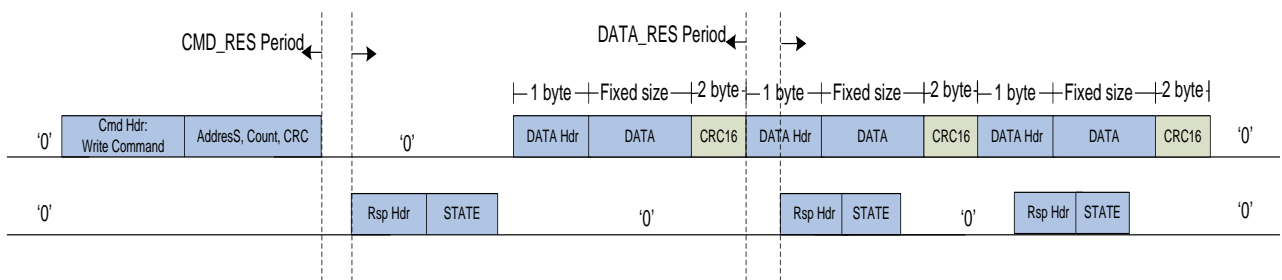 CMD_RES Period
DATA_RES Period
1 byte Fixed size 2 byte 1 byte Fixed size 2 byte 1 byte Fixed size 2 byte
'0' Cmd Hdr: Write Command AddresS, Count, CRC '0' DATA Hdr DATA CRC16 DATA Hdr DATA CRC16 DATA Hdr DATA CRC16 '0'
'0' Rsp Hdr STATE '0' Rsp Hdr STATE '0' Rsp Hdr STATE '0'